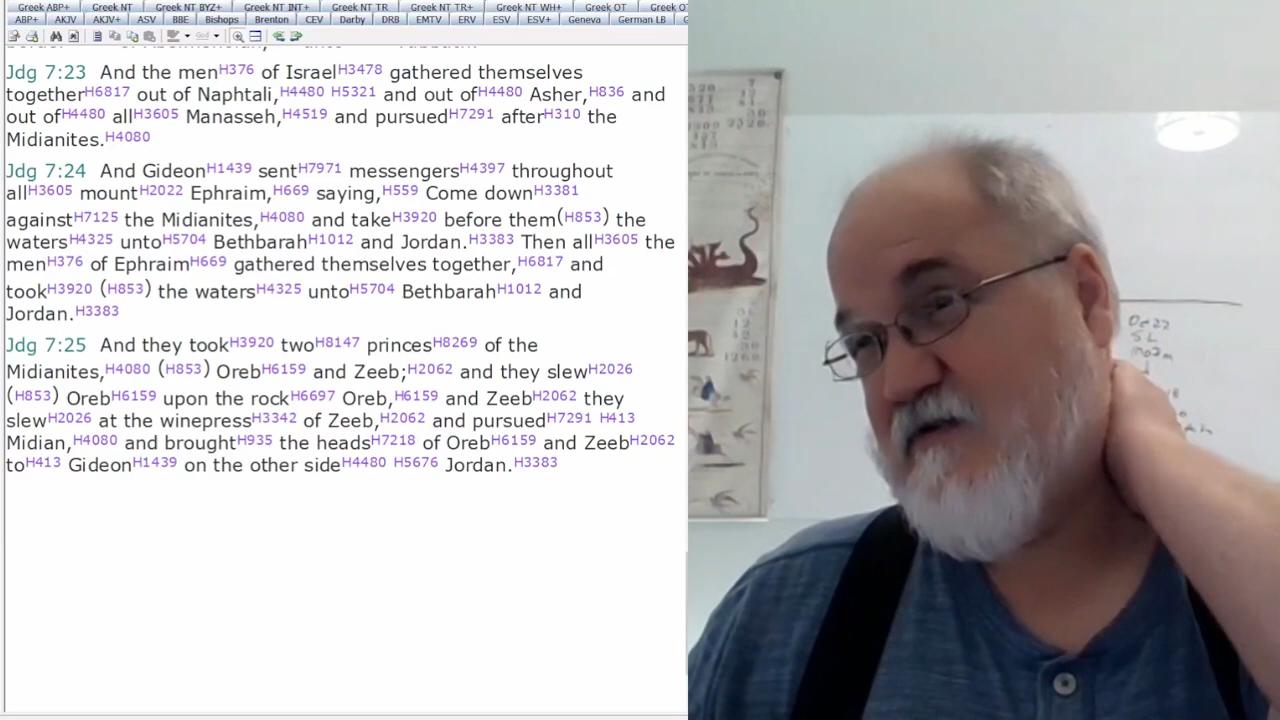 Greek ABP+ Greek NT Greek NT BYZ+ Greek NT INT+ Greek NT TR Greek NT TR+ Greek NT WH+ Greek OT
ABP+ AKJV AKJV+ ASV BBE Bishops Brenton CEV Darby DRB EMTV ERV ESV ESV+ Geneva German LB
Jdg 7:23 And the menH376 of IsraelH3478 gathered themselves
togetherH6817 out of Naphtali,H4480 H5321 and out ofH4480 Asher,H836 and
out ofH4480 allH3605 Manasseh,H4519 and pursuedH7291 afterH310 the
Midianites.H4080
Jdg 7:24 And GideonH1439 sentH7971 messengersH4397 throughout
allH3605 mountH2022 Ephraim,H669 saying,H559 Come downH3381
againstH7125 the Midianites,H4080 and takeH3920 before them(H853) the
watersH4325 untoH5704 BethbarahH1012 and Jordan.H3383 Then allH3605 the
menH376 of EphraimH669 gathered themselves together,H6817 and
tookH3920 (H853) the watersH4325 untoH5704 BethbarahH1012 and
Jordan.H3383
Jdg 7:25 And they tookH3920 twoH8147 princesH8269 of the
Midianites,H4080 (H853) OrebH6159 and Zeeb;H2062 and they slewH2026
(H853) OrebH6159 upon the rockH6697 Oreb,H6159 and ZeebH2062 they
slewH2026 at the winepressH3342 of Zeeb,H2062 and pursuedH7291 H413
Midian,H4080 and broughtH935 the headsH7218 of OrebH6159 and ZeebH2062
toH413 GideonH1439 on the other sideH4480 H5676 Jordan.H3383
1260